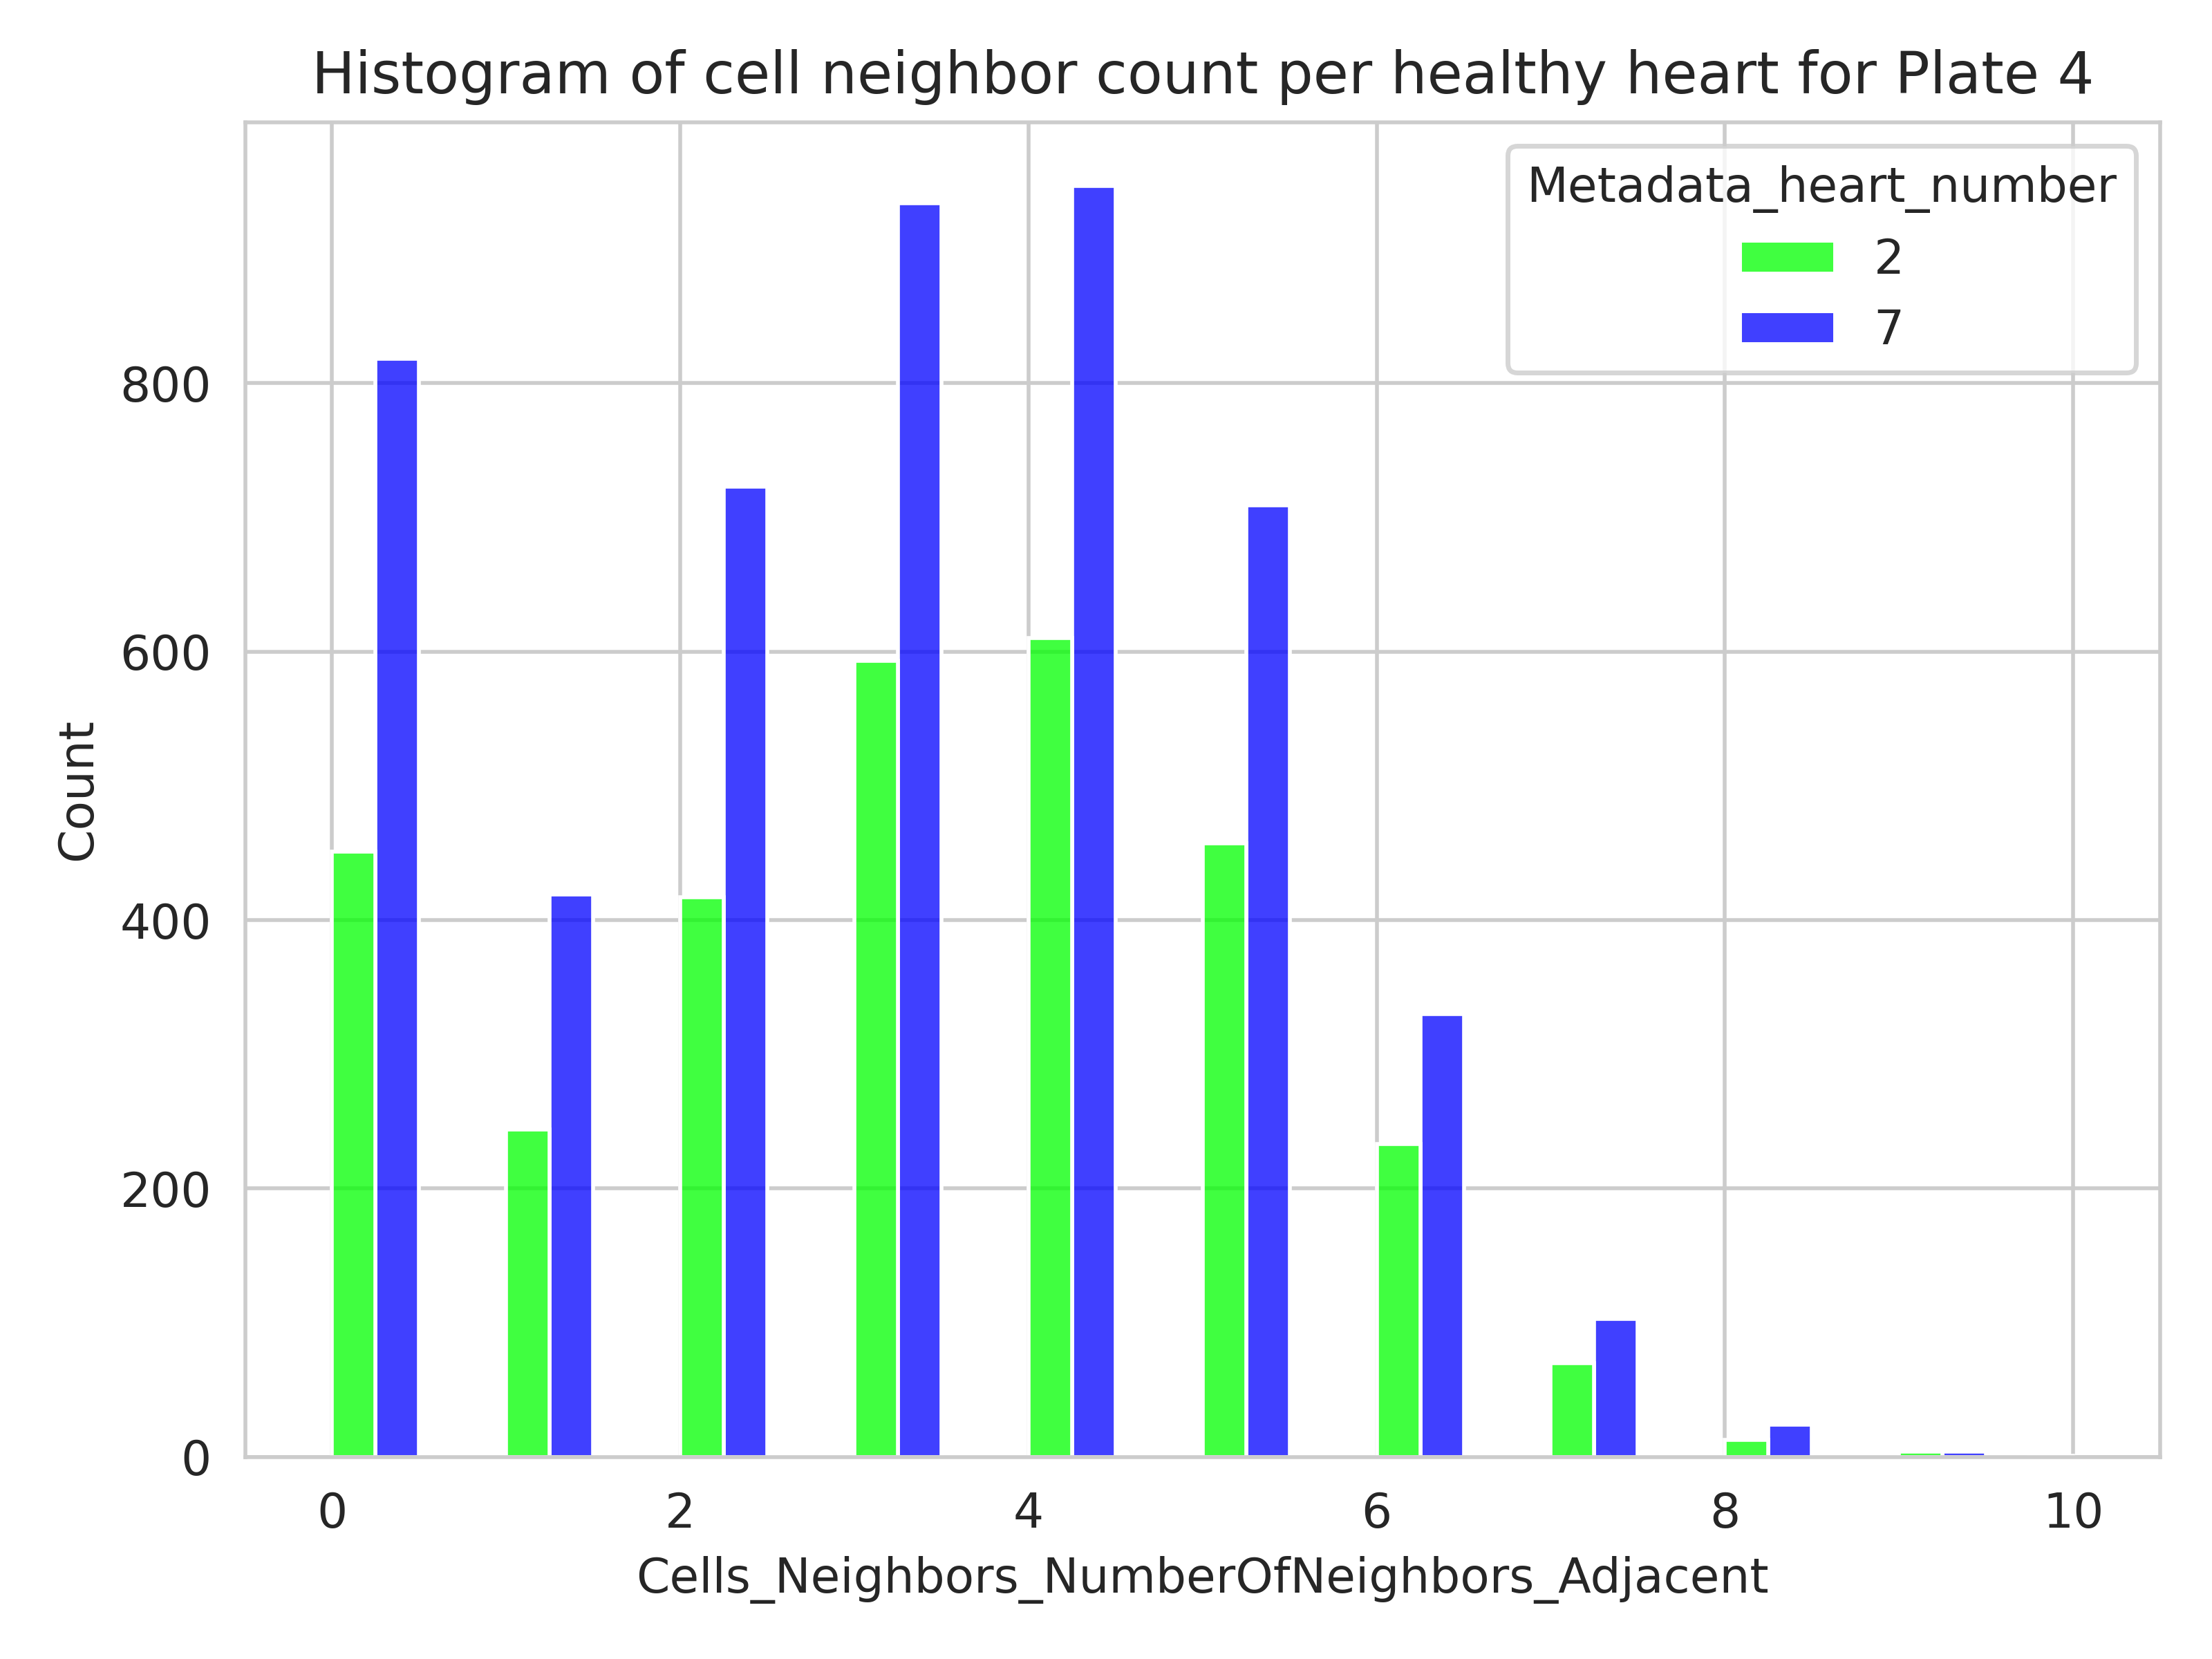 Histogram of cell neighbor count per healthy heart for Plate 4
Metadata_heart_number
2
7
800
600
400
200
0
Count
0 2 4 6 8 10
Cells_Neighbors_NumberOfNeighbors_Adjacent